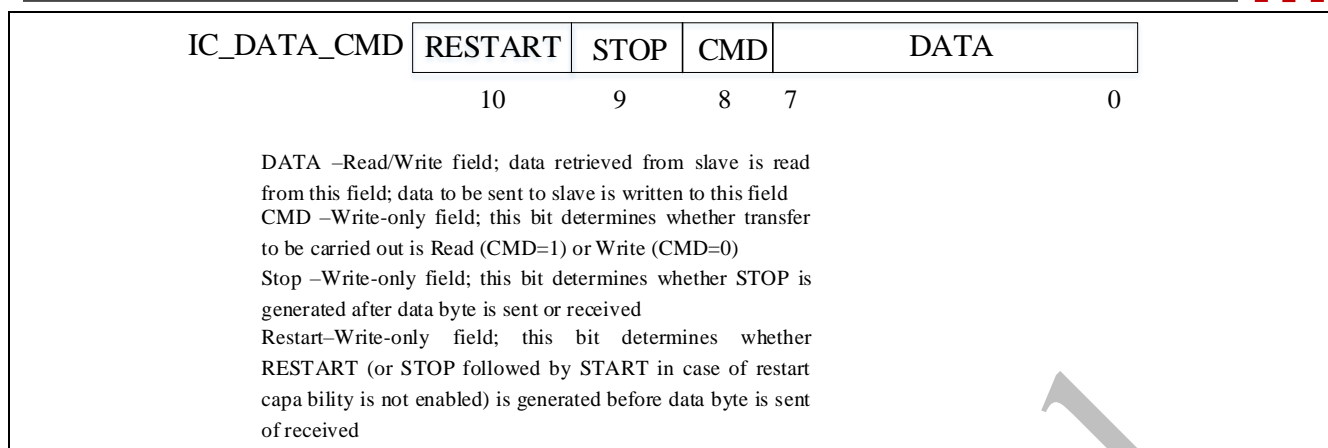 IC_DATA_CMD RESTART STOP CMD DATA
10 9 8 7 0
DATA –Read/Write field; data retrieved from slave is read
from this field; data to be sent to slave is written to this field
CMD –Write-only field; this bit determines whether transfer
to be carried out is Read (CMD=1) or Write (CMD=0)
Stop –Write-only field; this bit determines whether STOP is
generated after data byte is sent or received
Restart–Write-only field; this bit determines whether
RESTART (or STOP followed by START in case of restart
capa bility is not enabled) is generated before data byte is sent
of received